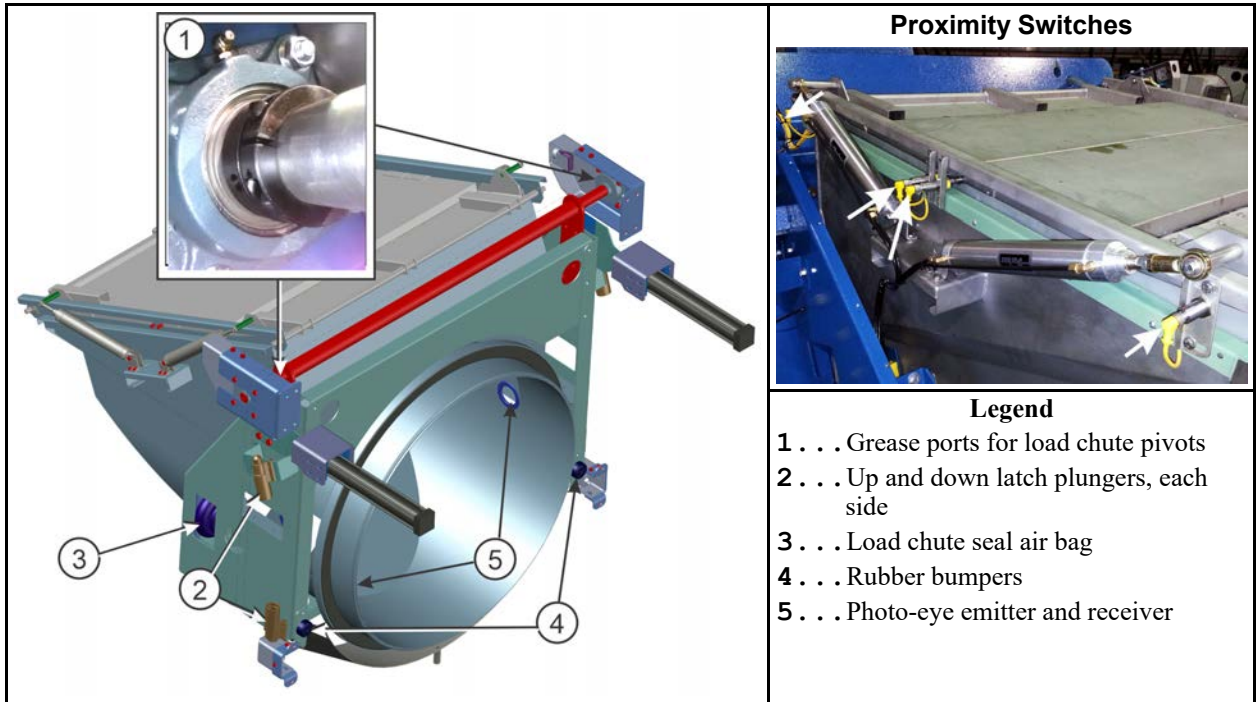 1
3
2
5
4
Proximity Switches
Legend
1 . . . Grease ports for load chute pivots
2 . . . Up and down latch plungers, each
side
3 . . . Load chute seal air bag
4 . . . Rubber bumpers
5 . . . Photo-eye emitter and receiver